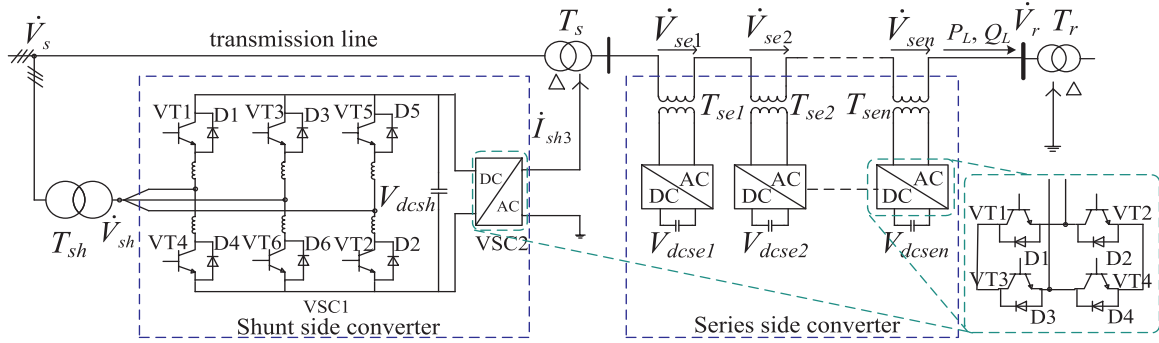 V̇s
transmission line
Ts
V̇se1
V̇se2
V̇sen
PL, QL
V̇r
Tr
Δ
Δ
VT1
D1
VT3
D3
VT5
D5
İsh3
Tse1
Tse2
Tsen
DC
AC
VSC2
DC
AC
DC
AC
DC
AC
Vdcsh
Tsh
V̇sh
VT4
D4
VT6
D6
VT2
D2
Vdcse1
Vdcse2
Vdcsen
VT1
VT2
D1
D2
VT3
VT4
D3
D4
VSC1
Shunt side converter
Series side converter